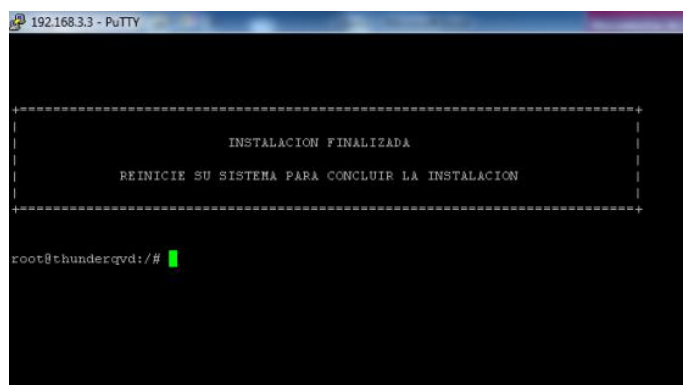 192.168.3.3 - PuTTY
INSTALACION FINALIZADA
REINICIE SU SISTEMA PARA CONCLUIR LA INSTALACION
root@thunderqvd:/#